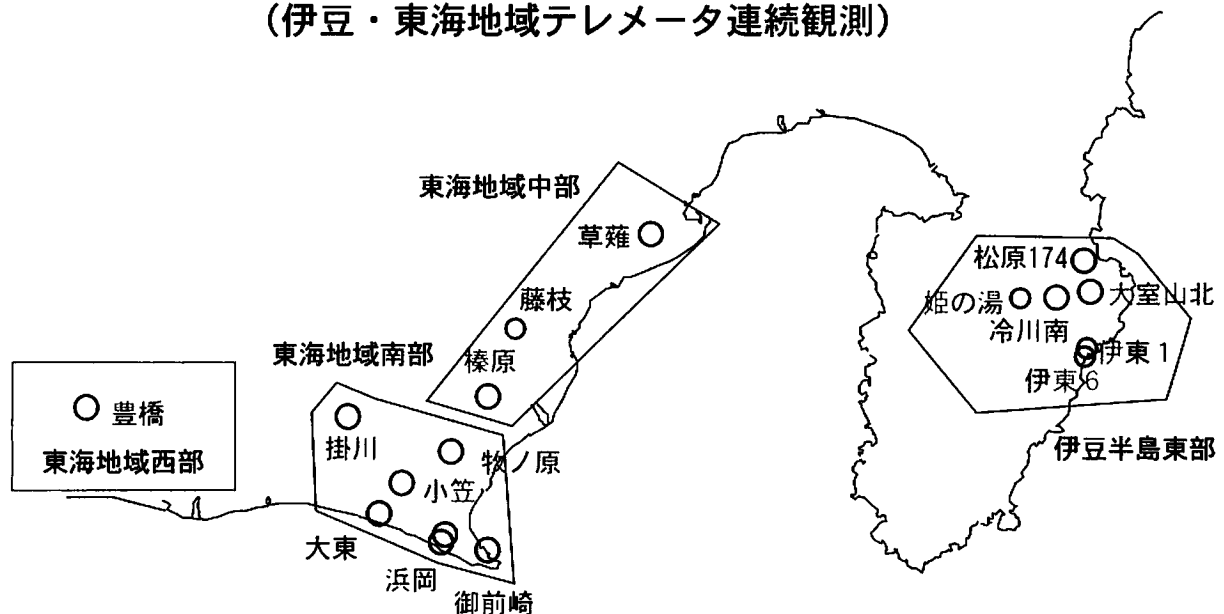 (伊豆・東海地域テレメータ連続観測)
東海地域中部
草薙
藤枝
榛原
東海地域南部
掛川
牧ノ原
小笠
大東
浜岡
御前崎
豊橋
東海地域西部
松原174
姫の湯
大室山北
冷川南
伊東1
伊東6
伊豆半島東部